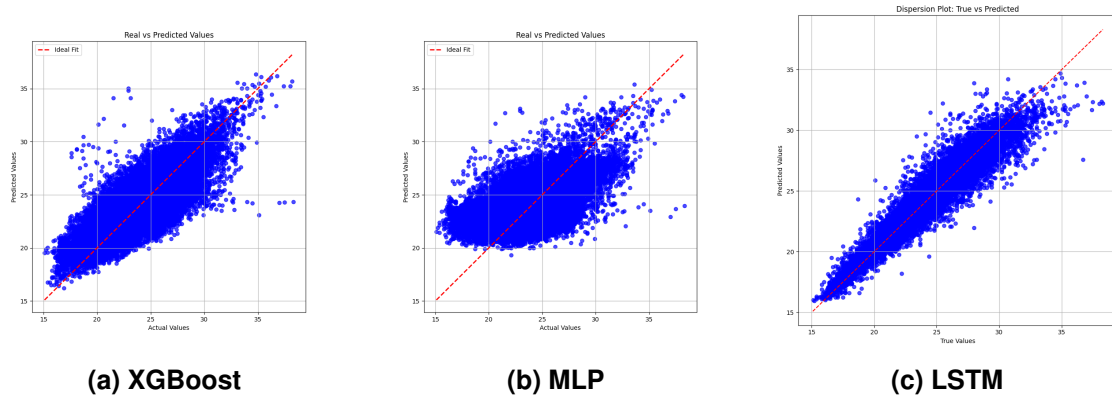 Real vs Predicted Values
Ideal Fit
35
30
25
20
15
Predicted Values
15 20 25 30 35
Actual Values
(a) XGBoost
Real vs Predicted Values
Ideal Fit
35
30
25
20
15
Predicted Values
15 20 25 30 35
Actual Values
(b) MLP
Dispersion Plot: True vs Predicted
35
30
25
20
15
Predicted Values
15 20 25 30 35
True Values
(c) LSTM